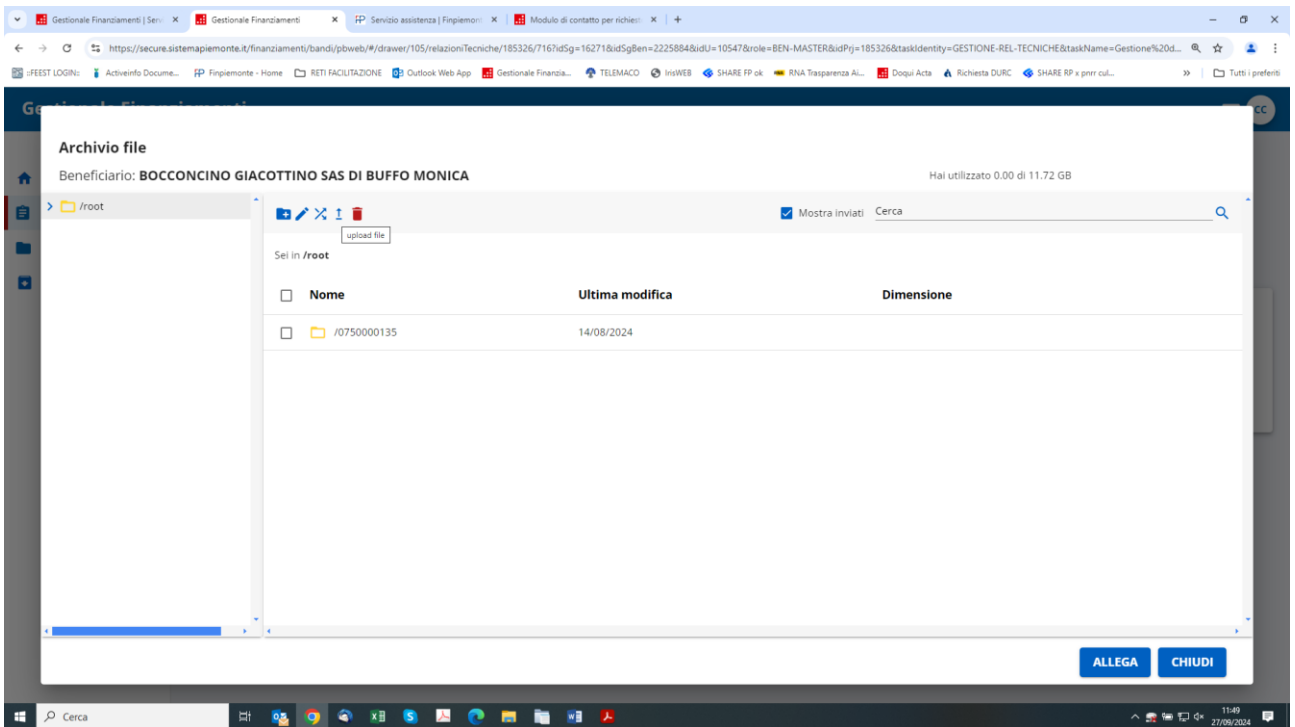 Gestionale Finanziamenti | Serv
Gestionale Finanziamenti
Servizio assistenza | Finpiemont
Modulo di contatto per richiest
https://secure.sistemapiemonte.it/finanziamenti/bandi/pbweb/#/drawer/105/relazioniTecniche/185326/716?idSg=16271&idSgBen=2225884&idU=10547&role=BEN-MASTER&idPrj=185326&taskIdentity=GESTIONE-REL-TECNICHE&taskName=Gestione%20d...
::FEEST LOGIN::
Activeinfo Docume...
Finpiemonte - Home
RETI FACILITAZIONE
Outlook Web App
Gestionale Finanzia...
TELEMACO
IrisWEB
SHARE FP ok
RNA Trasparenza Ai...
Doqui Acta
Richiesta DURC
SHARE RP x pnrr cul...
»
Tutti i preferiti
CC
Archivio file
Beneficiario: BOCCONCINO GIACOTTINO SAS DI BUFFO MONICA
Hai utilizzato 0.00 di 11.72 GB
/root
Mostra inviati
Cerca
upload file
Sei in /root
Nome
Ultima modifica
Dimensione
/0750000135
14/08/2024
ALLEGA
CHIUDI
Cerca
11:49
27/09/2024